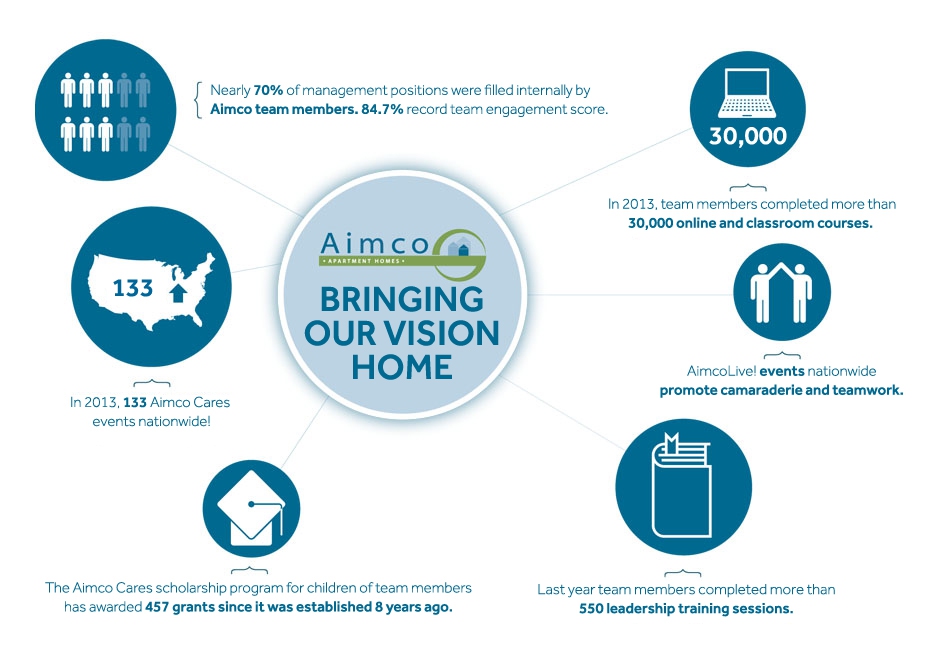 Nearly 70% of management positions were filled internally by
Aimco team members. 84.7% record team engagement score.
30,000
In 2013, team members completed more than
30,000 online and classroom courses.
133
In 2013, 133 Aimco Cares
events nationwide!
Aimco
• APARTMENT HOMES •
BRINGING
OUR VISION
HOME
AimcoLive! events nationwide
promote camaraderie and teamwork.
The Aimco Cares scholarship program for children of team members
has awarded 457 grants since it was established 8 years ago.
Last year team members completed more than
550 leadership training sessions.